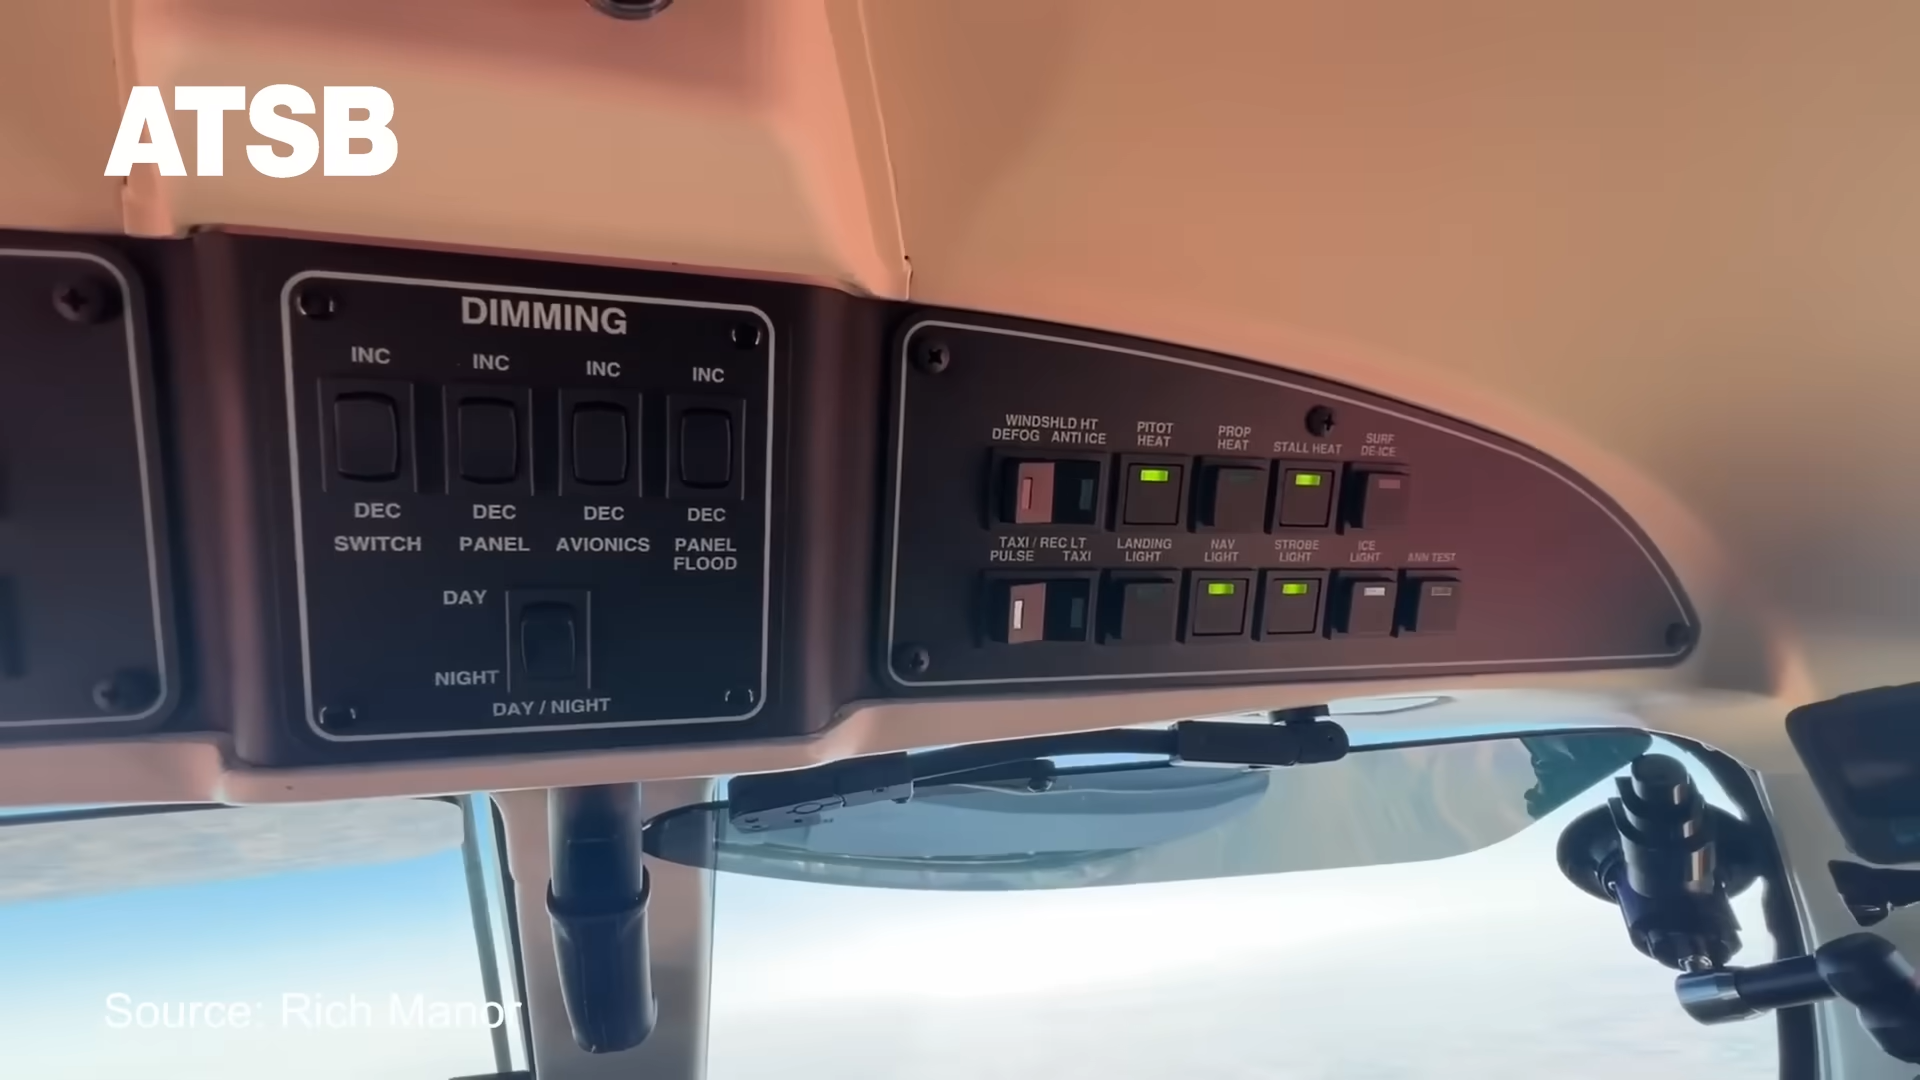 ATSB
DIMMING
INC INC INC INC
DEC DEC DEC DEC
SWITCH PANEL AVIONICS PANEL
FLOOD
DAY
NIGHT
DAY / NIGHT
WINDSHLD HT
DEFOG ANTI ICE
PITOT
HEAT
PROP
HEAT
STALL HEAT
SURF
DE-ICE
TAXI / REC LT
PULSE TAXI
LANDING
LIGHT
NAV
LIGHT
STROBE
LIGHT
ICE
LIGHT
ANN TEST
Source: Rich Manor